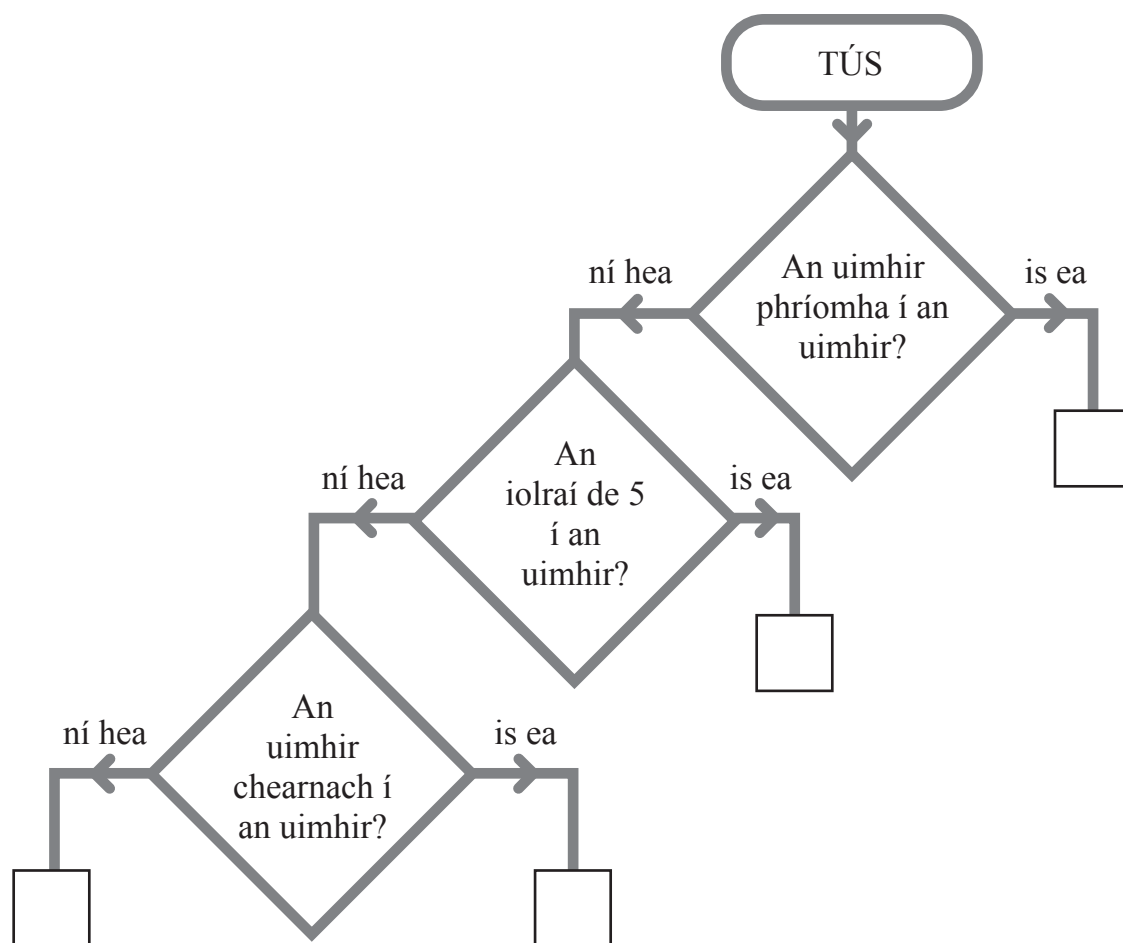 TÚS
ní hea
An uimhir
phríomha í an
uimhir?
is ea
ní hea
An
iolraí de 5
í an
uimhir?
is ea
ní hea
An
uimhir
chearnach í
an uimhir?
is ea